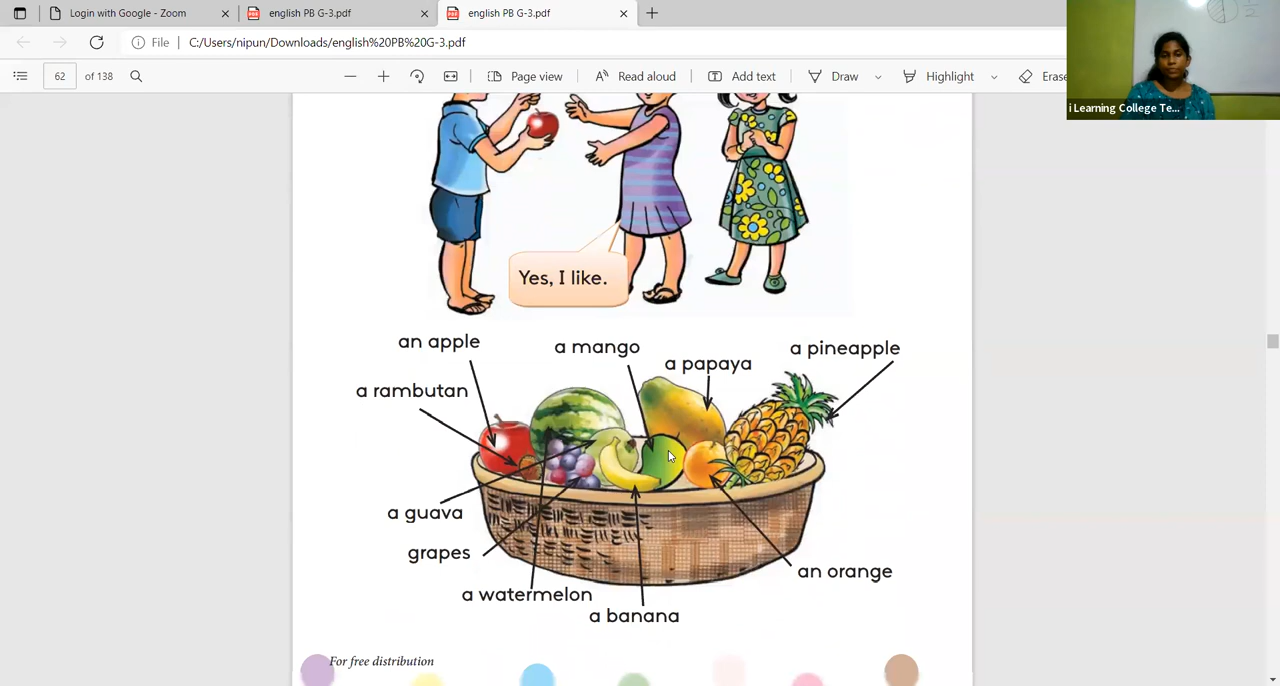 Login with Google - Zoom
english PB G-3.pdf
english PB G-3.pdf
File
C:/Users/nipun/Downloads/english%20PB%20G-3.pdf
62 of 138
Page view
Read aloud
Add text
Draw
Highlight
Erase
1/2
i Learning College Te...
Yes, I like.
an apple
a mango
a papaya
a pineapple
a rambutan
a guava
grapes
a watermelon
a banana
an orange
For free distribution